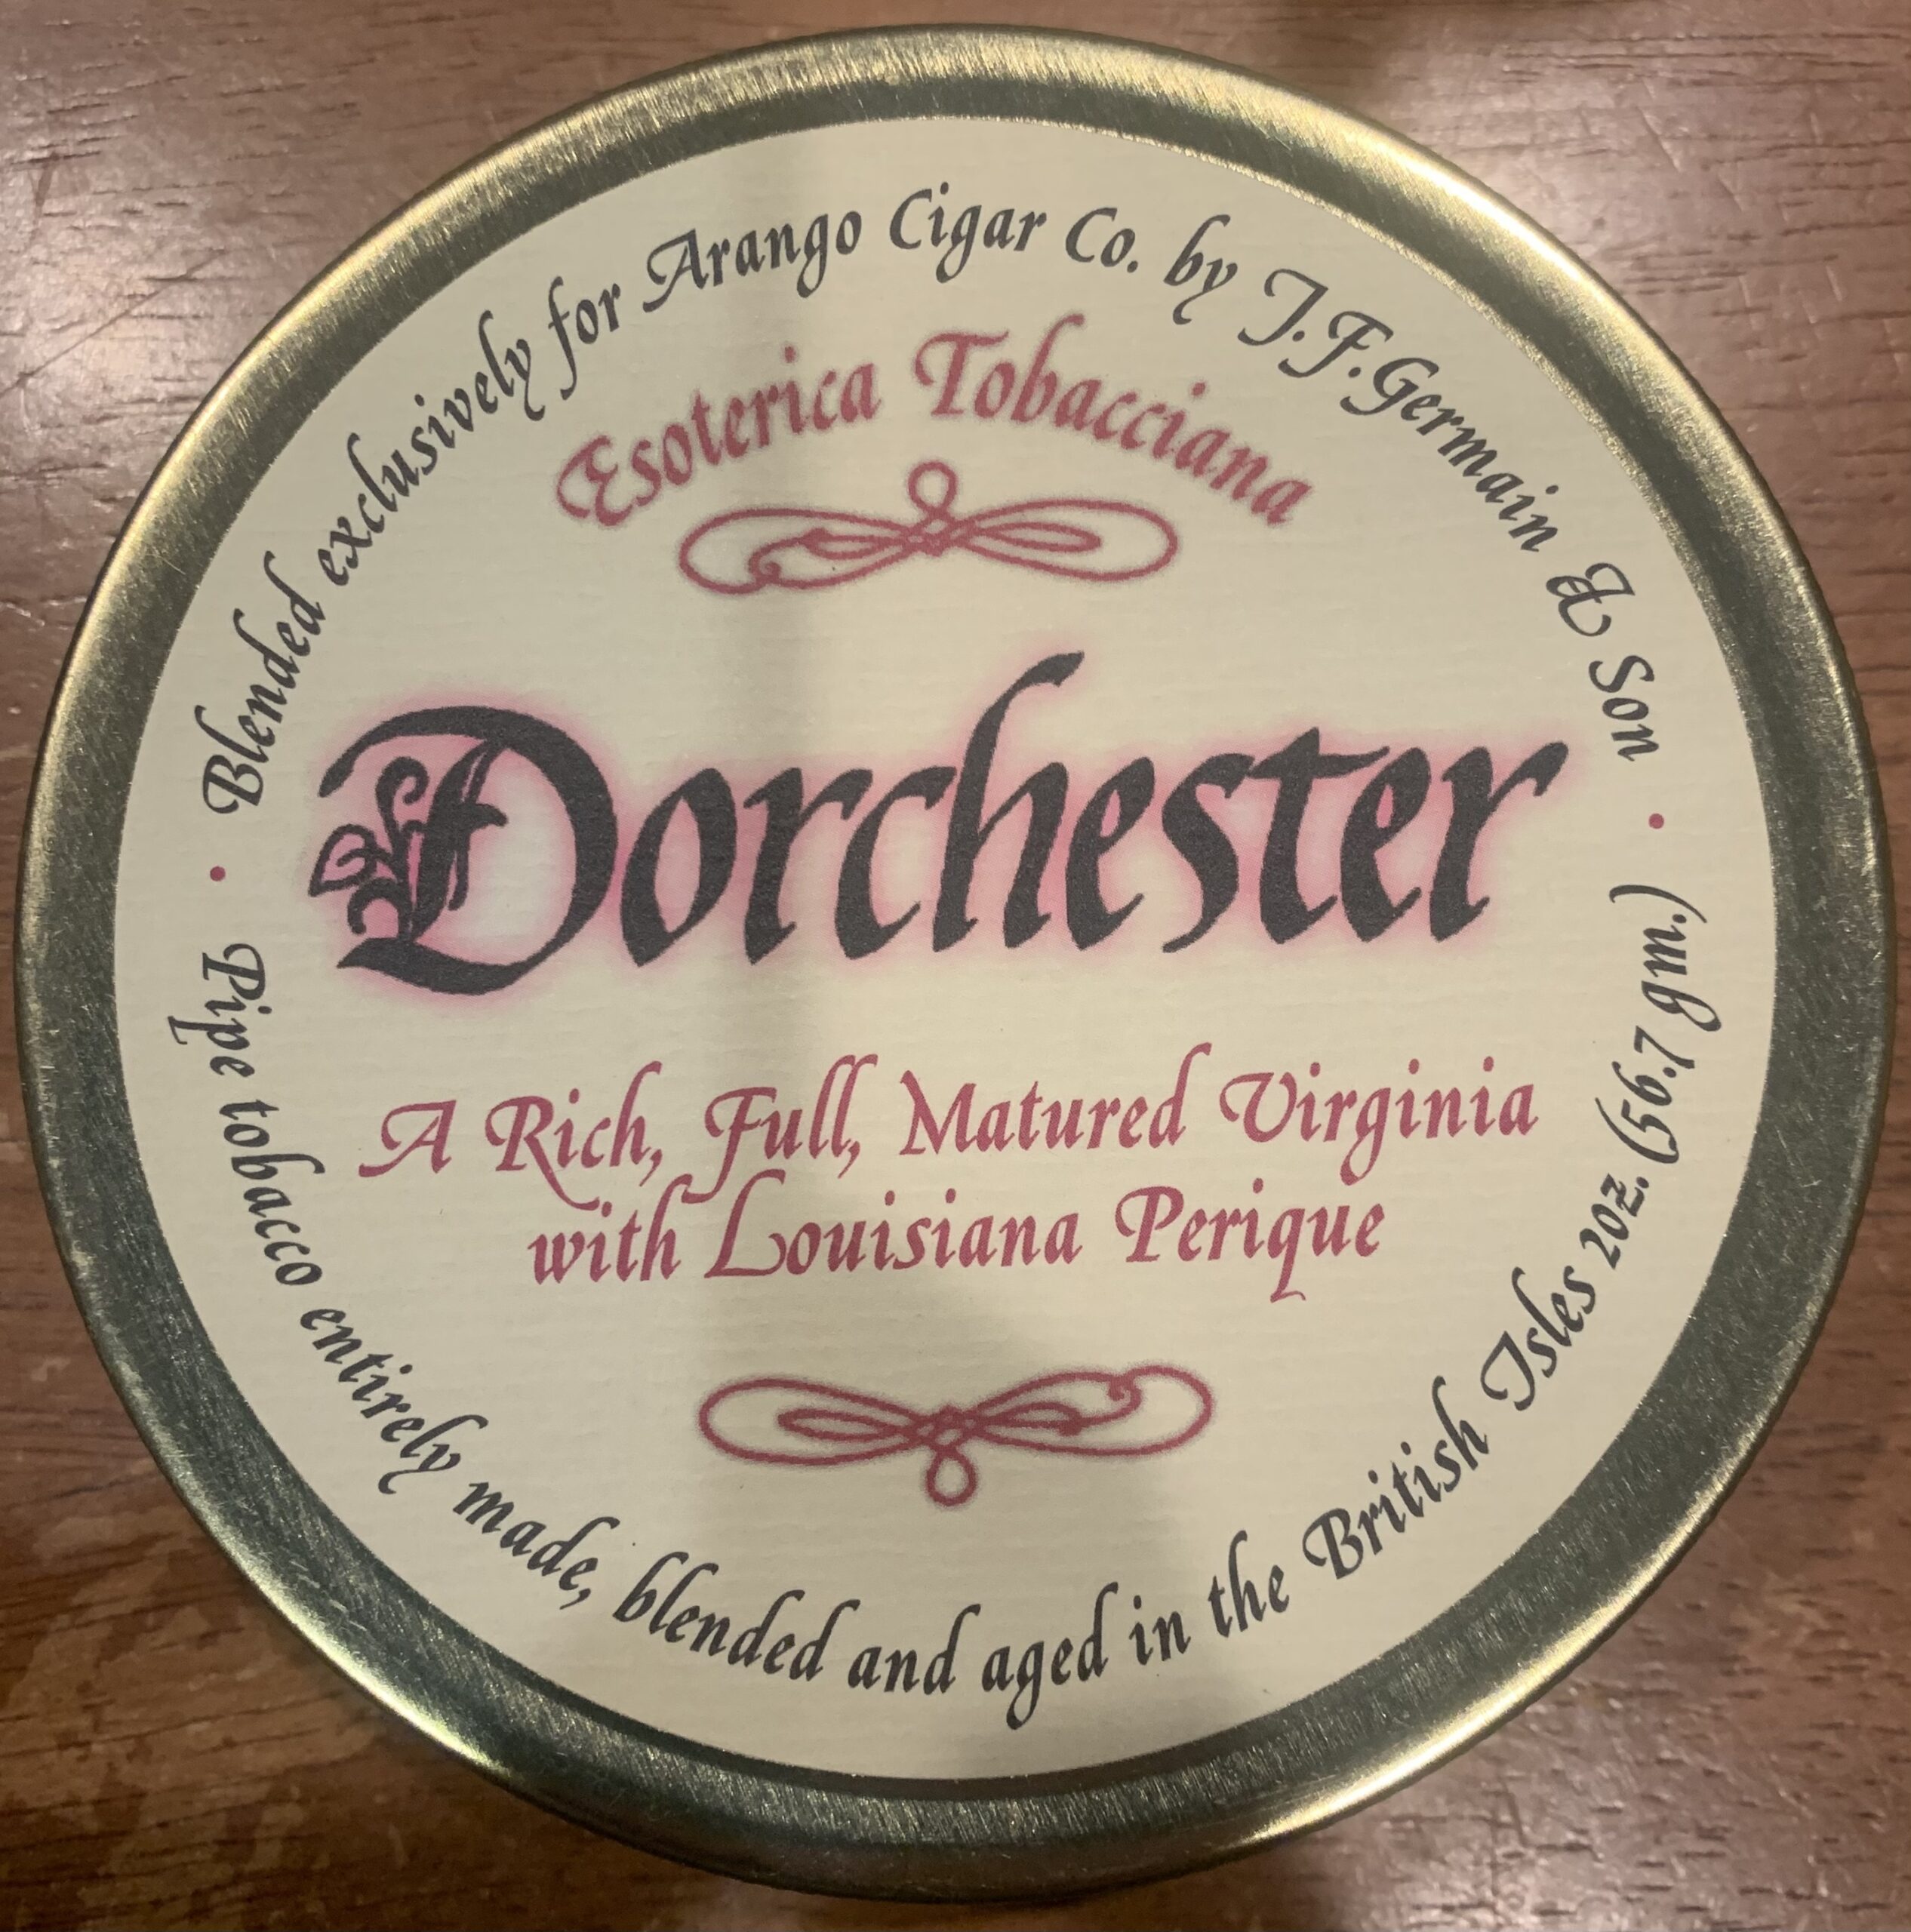 Blended exclusively for Arango Cigar Co. by J.F.Germain & Son
Esoterica Tobacciana
Dorchester
A Rich, Full, Matured Virginia
with Louisiana Perique
Pipe tobacco entirely made, blended and aged in the British Isles 2oz. (56.7 gm.)